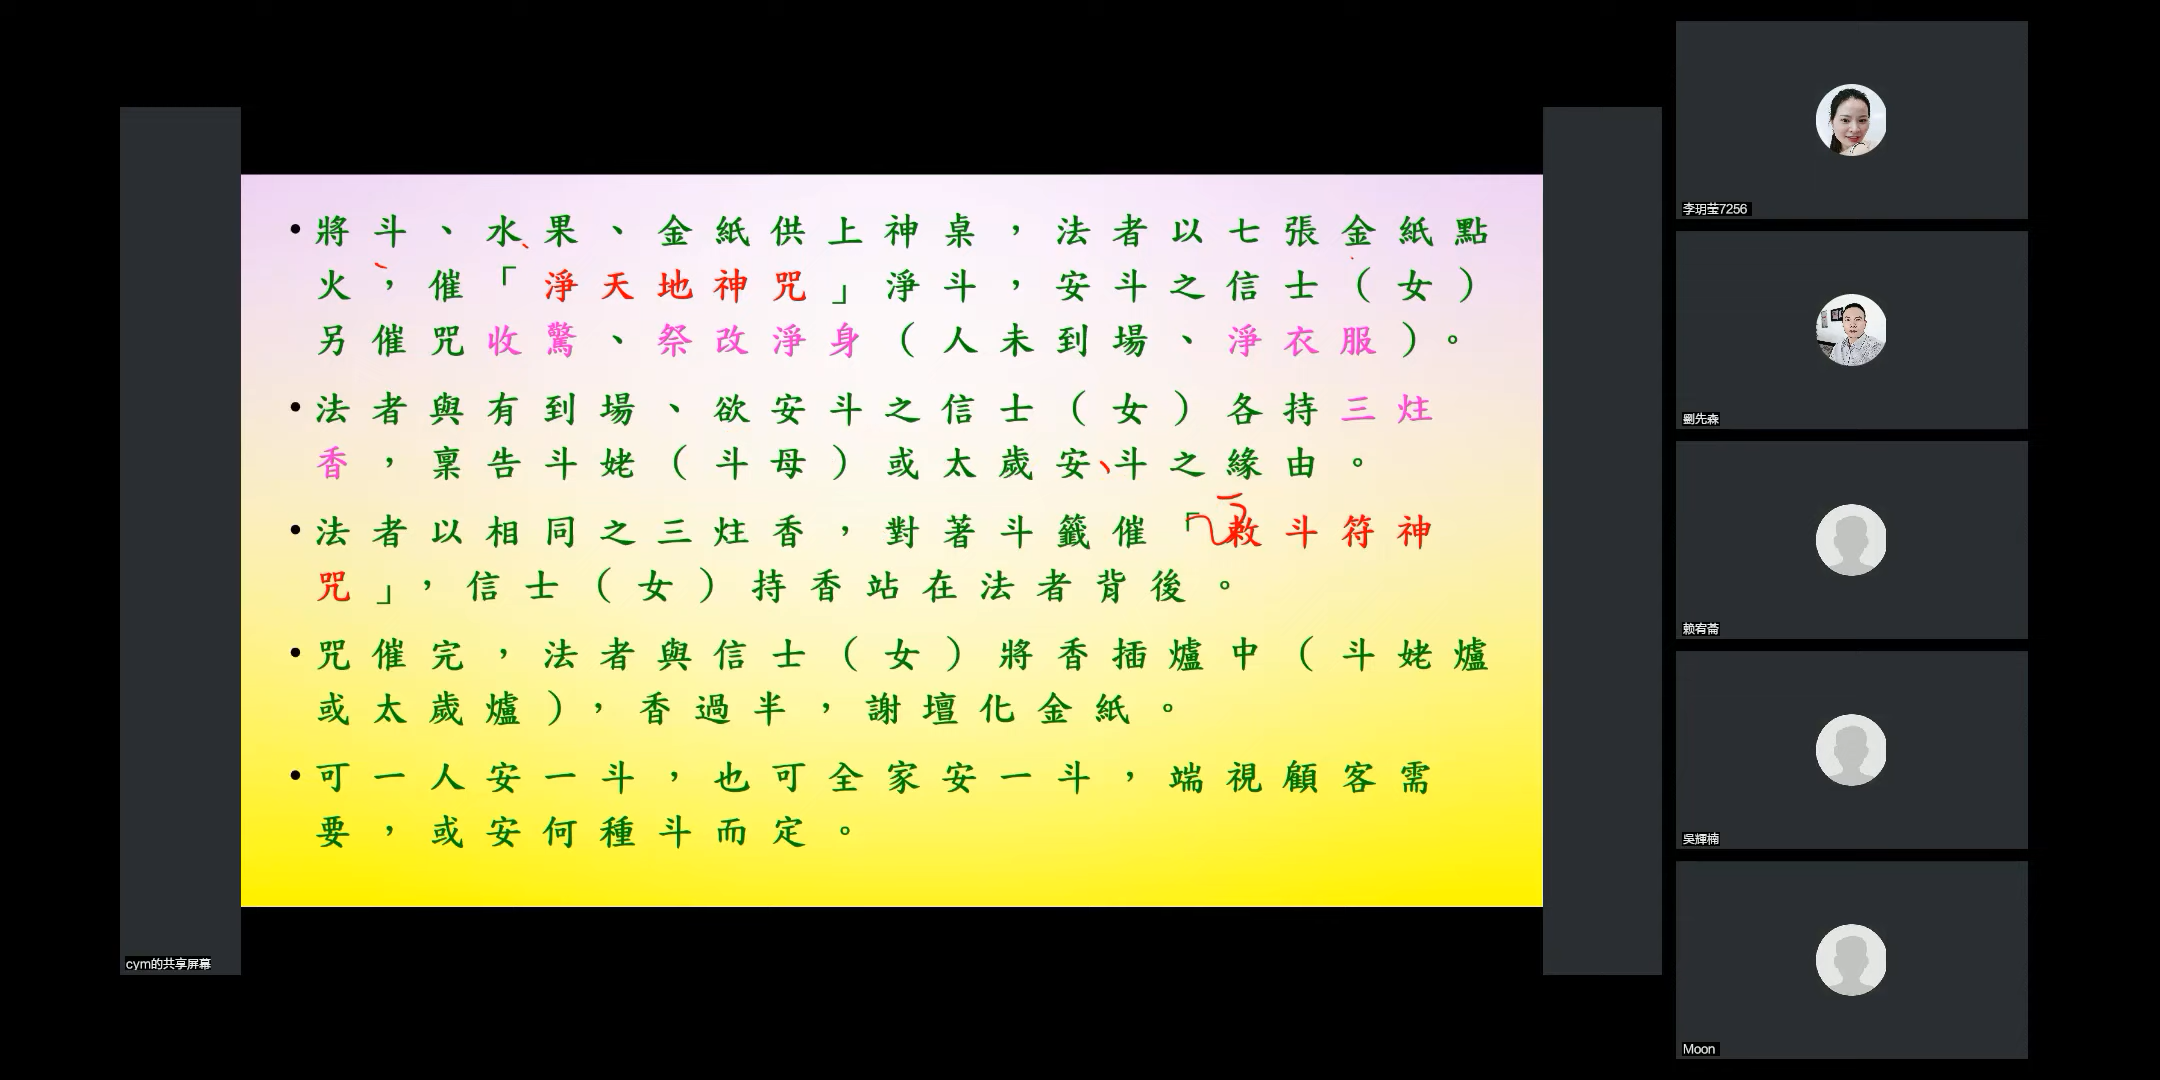 • 將斗、水果、金紙供上神桌，法者以七張金紙點
火，催「淨天地神咒」淨斗，安斗之信士（女）
另催咒收驚、祭改淨身（人未到場、淨衣服）。
• 法者與有到場、欲安斗之信士（女）各持三炷
香，稟告斗姥（斗母）或太歲安斗之緣由。
• 法者以相同之三炷香，對著斗籤催「敕斗符神
咒」，信士（女）持香站在法者背後。
• 咒催完，法者與信士（女）將香插爐中（斗姥爐
或太歲爐），香過半，謝壇化金紙。
• 可一人安一斗，也可全家安一斗，端視顧客需
要，或安何種斗而定。
cym的共享屏幕
李玥莹7256
劉先森
賴宥蓊
吳輝楠
Moon